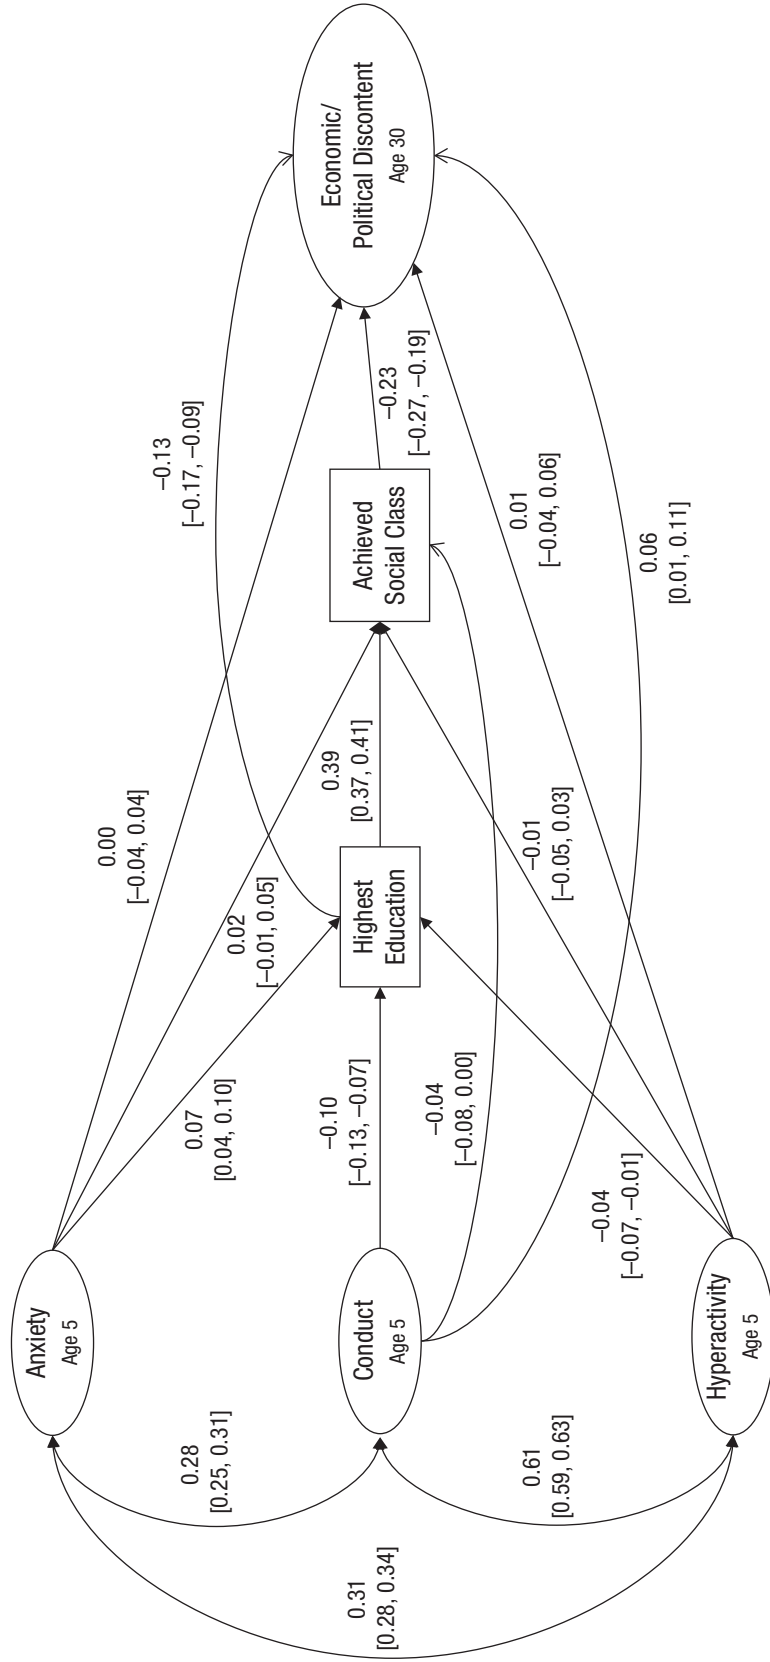 Anxiety
Age 5
Conduct
Age 5
Hyperactivity
Age 5
0.31
[0.28, 0.34]
0.28
[0.25, 0.31]
0.61
[0.59, 0.63]
0.07
[0.04, 0.10]
–0.10
[–0.13, –0.07]
–0.04
[–0.08, 0.00]
–0.04
[–0.07, –0.01]
0.00
[–0.04, 0.04]
0.02
[–0.01, 0.05]
Highest
Education
0.39
[0.37, 0.41]
–0.01
[–0.05, 0.03]
Achieved
Social Class
–0.13
[–0.17, –0.09]
–0.23
[–0.27, –0.19]
0.01
[–0.04, 0.06]
0.06
[0.01, 0.11]
Economic/
Political Discontent
Age 30